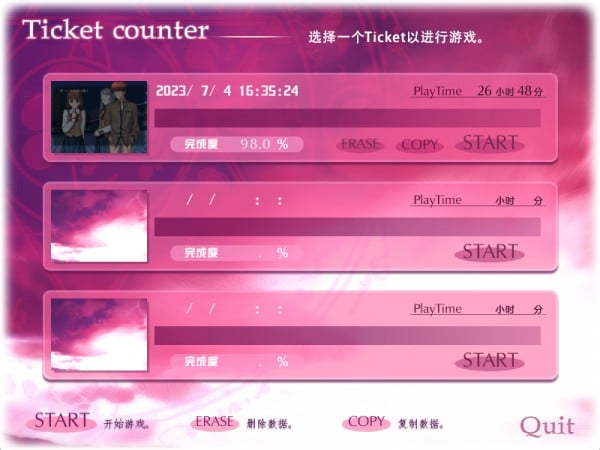 Ticket counter
选择一个Ticket以进行游戏。
2023/ 7/ 4 16:35:24
PlayTime 26 小时 48分
完成度 98.0 %
ERASE COPY START
/ / : :
PlayTime 小时 分
完成度 . %
START
/ / : :
PlayTime 小时 分
完成度 . %
START
START 开始游戏。 ERASE 删除数据。 COPY 复制数据。
Quit